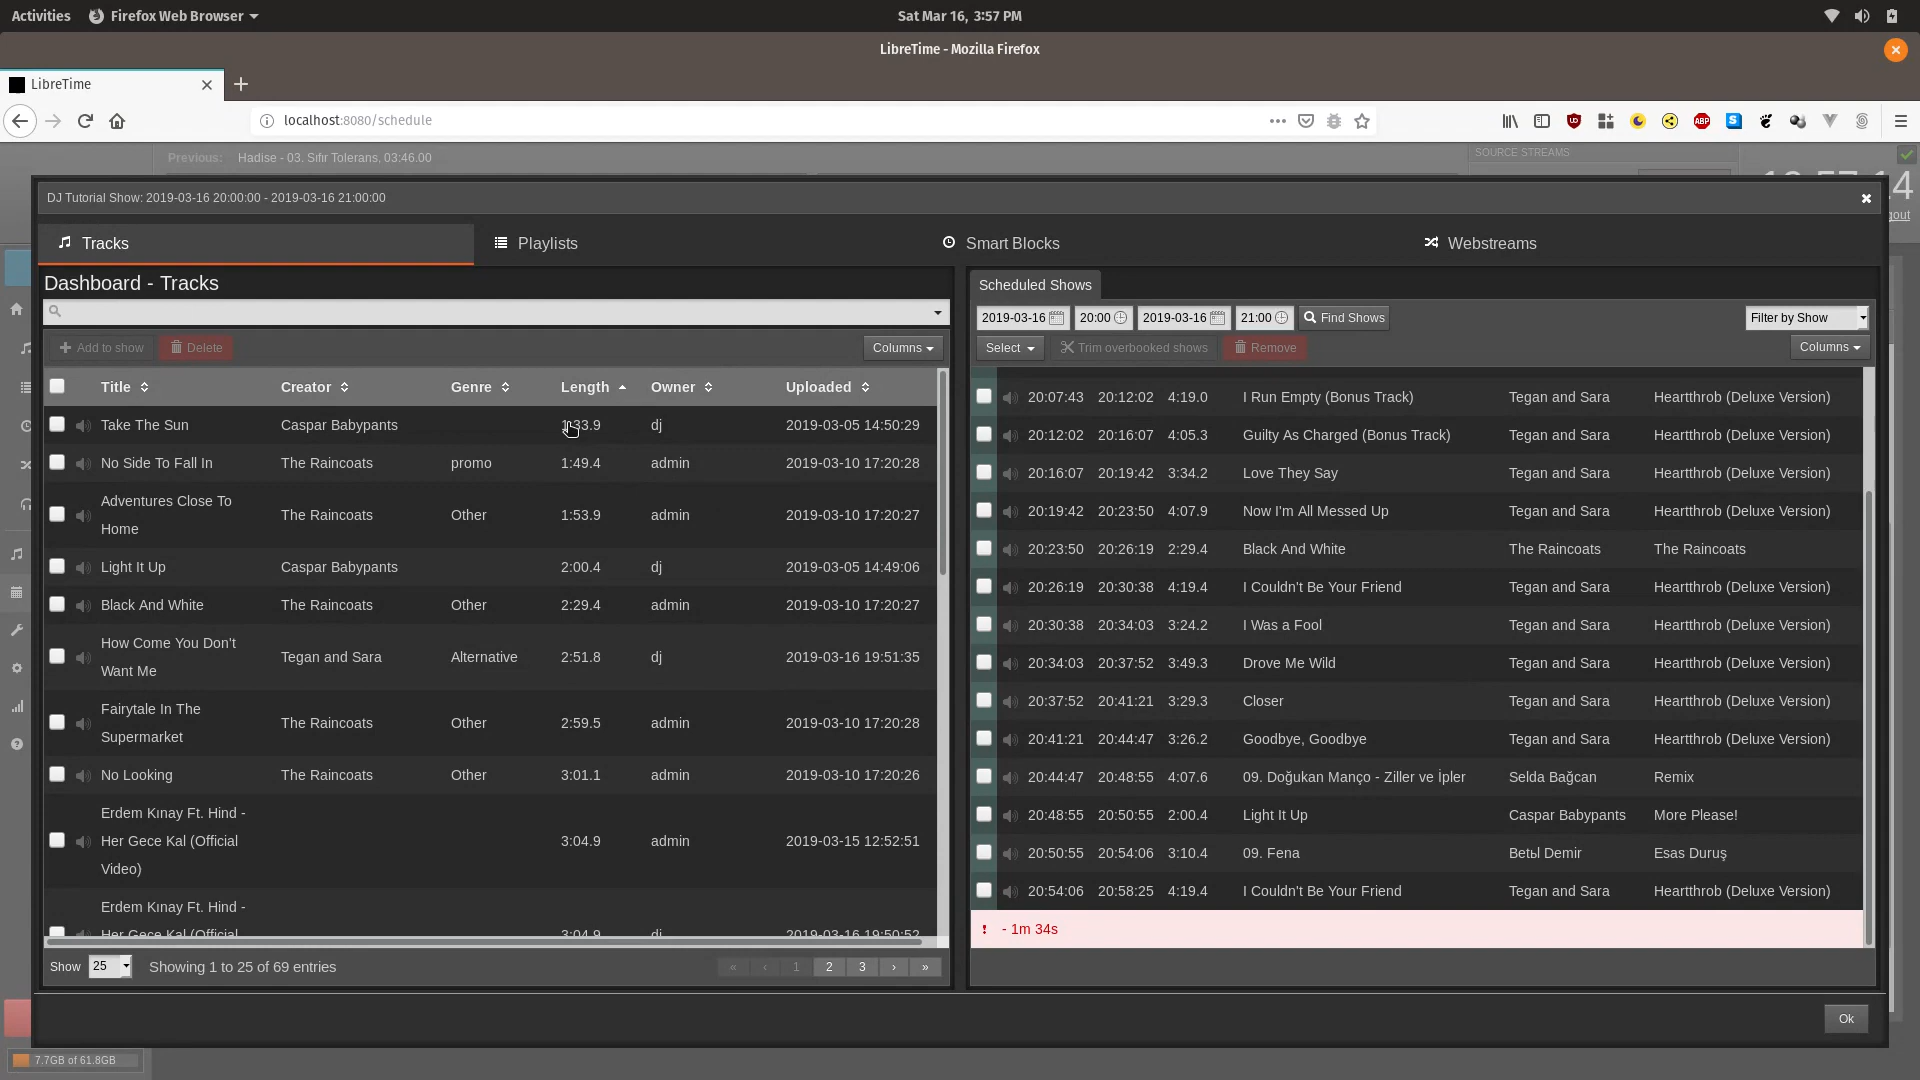 Activities Firefox Web Browser Sat Mar 16, 3:57 PM
LibreTime - Mozilla Firefox
LibreTime
localhost:8080/schedule
Previous: Hadise - 03. Sıfır Tolerans. 03:46.00 SOURCE STREAMS
DJ Tutorial Show: 2019-03-16 20:00:00 - 2019-03-16 21:00:00
Tracks Playlists Smart Blocks Webstreams
Dashboard - Tracks
Add to show Delete Columns
Title Creator Genre Length Owner Uploaded
Take The Sun Caspar Babypants dj 2019-03-05 14:50:29
No Side To Fall In The Raincoats promo 1:49.4 admin 2019-03-10 17:20:28
Adventures Close To
Home The Raincoats Other 1:53.9 admin 2019-03-10 17:20:27
Light It Up Caspar Babypants 2:00.4 dj 2019-03-05 14:49:06
Black And White The Raincoats Other 2:29.4 admin 2019-03-10 17:20:27
How Come You Don't
Want Me Tegan and Sara Alternative 2:51.8 dj 2019-03-16 19:51:35
Fairytale In The
Supermarket The Raincoats Other 2:59.5 admin 2019-03-10 17:20:28
No Looking The Raincoats Other 3:01.1 admin 2019-03-10 17:20:26
Erdem Kınay Ft. Hind -
Her Gece Kal (Official 3:04.9 admin 2019-03-15 12:52:51
Video)
Erdem Kınay Ft. Hind -
Her Gece Kal (Official 3:04.9 dj 2019-03-16 19:50:52
Show 25 Showing 1 to 25 of 69 entries « ‹ 1 2 3 › »
Scheduled Shows
2019-03-16 20:00 2019-03-16 21:00 Find Shows Filter by Show
Select Trim overbooked shows Remove Columns
20:07:43 20:12:02 4:19.0 I Run Empty (Bonus Track) Tegan and Sara Heartthrob (Deluxe Version)
20:12:02 20:16:07 4:05.3 Guilty As Charged (Bonus Track) Tegan and Sara Heartthrob (Deluxe Version)
20:16:07 20:19:42 3:34.2 Love They Say Tegan and Sara Heartthrob (Deluxe Version)
20:19:42 20:23:50 4:07.9 Now I'm All Messed Up Tegan and Sara Heartthrob (Deluxe Version)
20:23:50 20:26:19 2:29.4 Black And White The Raincoats The Raincoats
20:26:19 20:30:38 4:19.4 I Couldn't Be Your Friend Tegan and Sara Heartthrob (Deluxe Version)
20:30:38 20:34:03 3:24.2 I Was a Fool Tegan and Sara Heartthrob (Deluxe Version)
20:34:03 20:37:52 3:49.3 Drove Me Wild Tegan and Sara Heartthrob (Deluxe Version)
20:37:52 20:41:21 3:29.3 Closer Tegan and Sara Heartthrob (Deluxe Version)
20:41:21 20:44:47 3:26.2 Goodbye, Goodbye Tegan and Sara Heartthrob (Deluxe Version)
20:44:47 20:48:55 4:07.6 09. Doğukan Manço - Ziller ve İpler Selda Bağcan Remix
20:48:55 20:50:55 2:00.4 Light It Up Caspar Babypants More Please!
20:50:55 20:54:06 3:10.4 09. Fena Betьl Demir Esas Duruş
20:54:06 20:58:25 4:19.4 I Couldn't Be Your Friend Tegan and Sara Heartthrob (Deluxe Version)
! - 1m 34s
Ok
7.7GB of 61.8GB